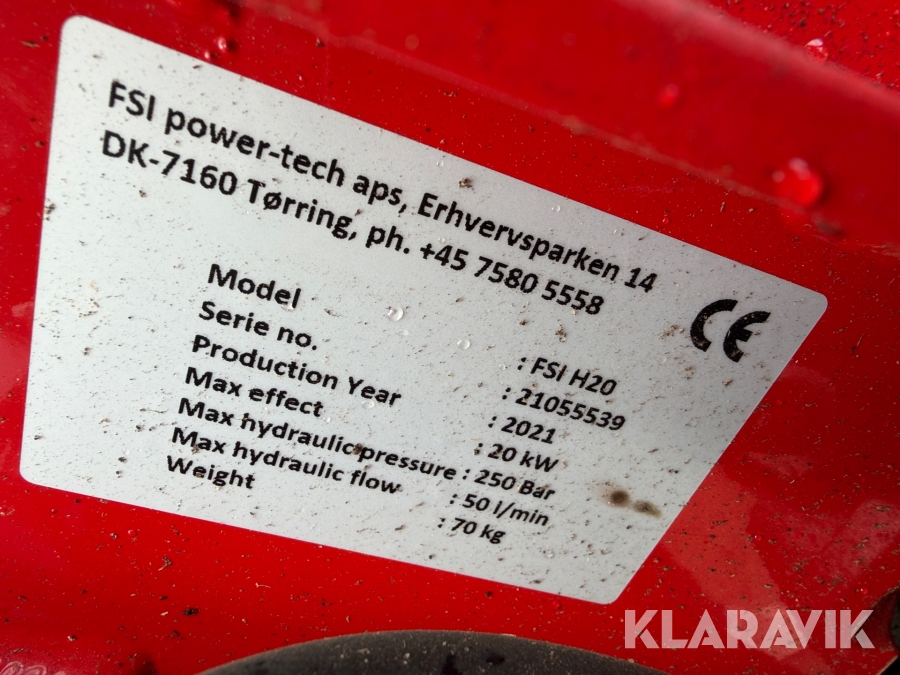 FSI power-tech aps, Erhvervsparken 14
DK-7160 Tørring, ph. +45 7580 5558
CE
Model : FSI H20
Serie no. : 21055539
Production Year : 2021
Max effect : 20 kW
Max hydraulic pressure : 250 Bar
Max hydraulic flow : 50 l/min
Weight : 70 kg
KLARAVIK